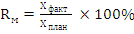 Rм = Xфакт / Xплан × 100%